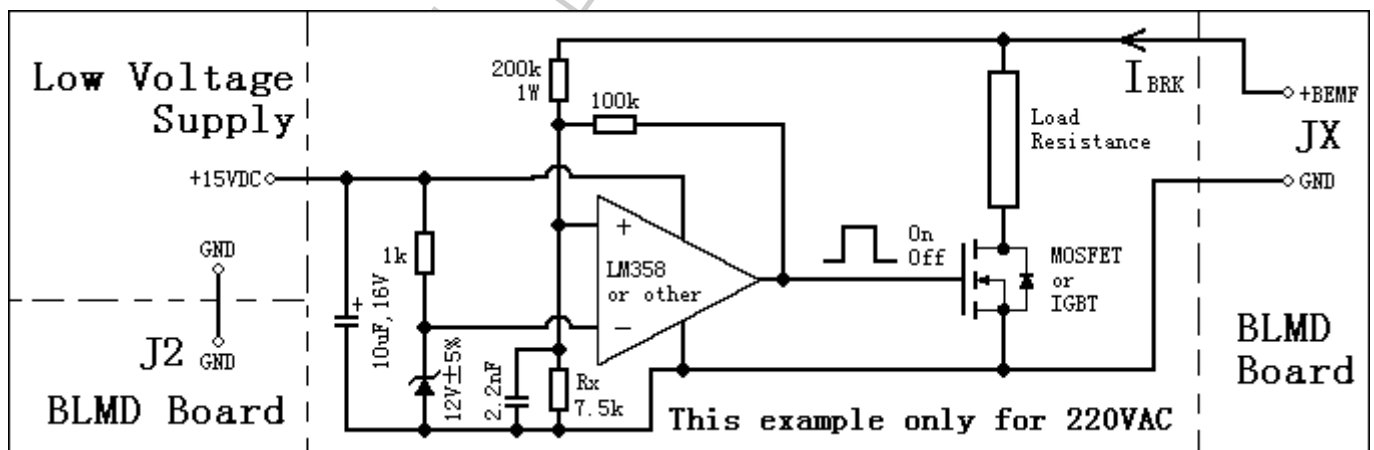 Low Voltage
Supply
+15VDC
GND
J2 GND
BLMD Board
200k
1W
100k
1k
10uF,16V
+
12V±5%
2.2nF
Rx
7.5k
+
LM358
or other
−
On
Off
Load
Resistance
MOSFET
or
IGBT
IBRK
This example only for 220VAC
+BEMF
JX
GND
BLMD
Board